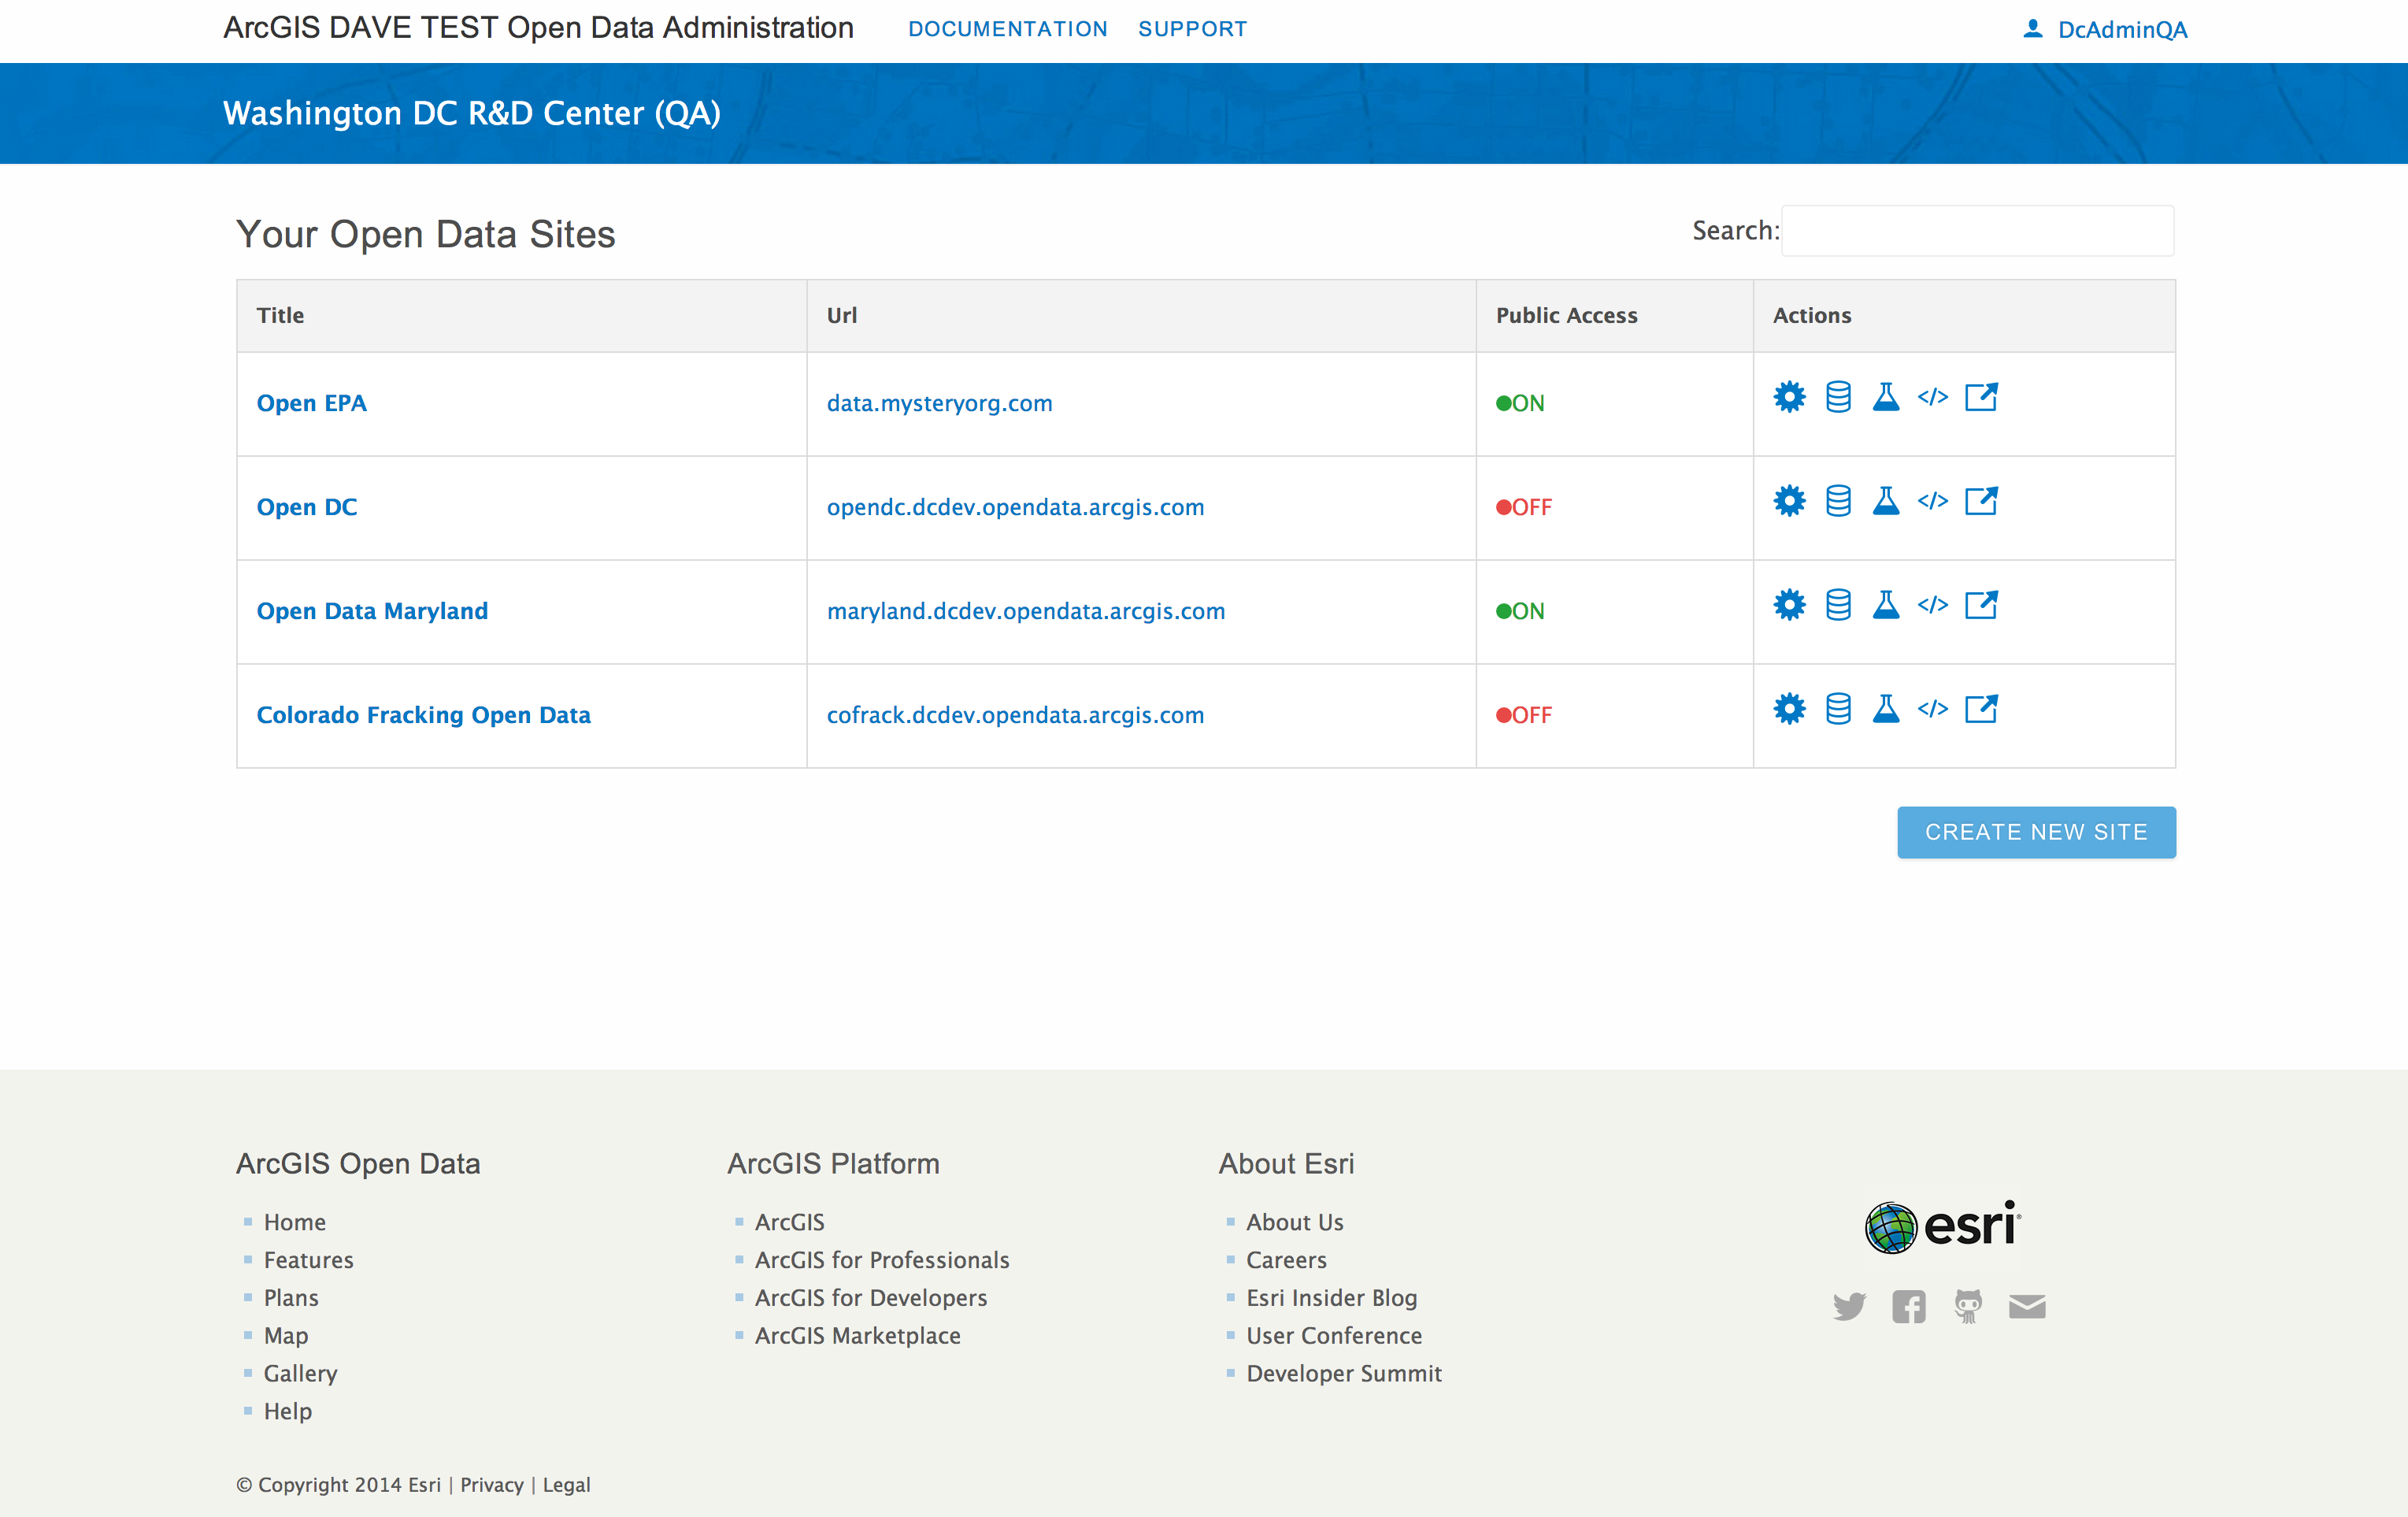 ArcGIS DAVE TEST Open Data Administration DOCUMENTATION SUPPORT DcAdminQA
Washington DC R&D Center (QA)
Your Open Data Sites Search:
Title Url Public Access Actions
Open EPA data.mysteryorg.com ON </>
Open DC opendc.dcdev.opendata.arcgis.com OFF </>
Open Data Maryland maryland.dcdev.opendata.arcgis.com ON </>
Colorado Fracking Open Data cofrack.dcdev.opendata.arcgis.com OFF </>
CREATE NEW SITE
ArcGIS Open Data
Home
Features
Plans
Map
Gallery
Help
ArcGIS Platform
ArcGIS
ArcGIS for Professionals
ArcGIS for Developers
ArcGIS Marketplace
About Esri
About Us
Careers
Esri Insider Blog
User Conference
Developer Summit
esri®
© Copyright 2014 Esri | Privacy | Legal